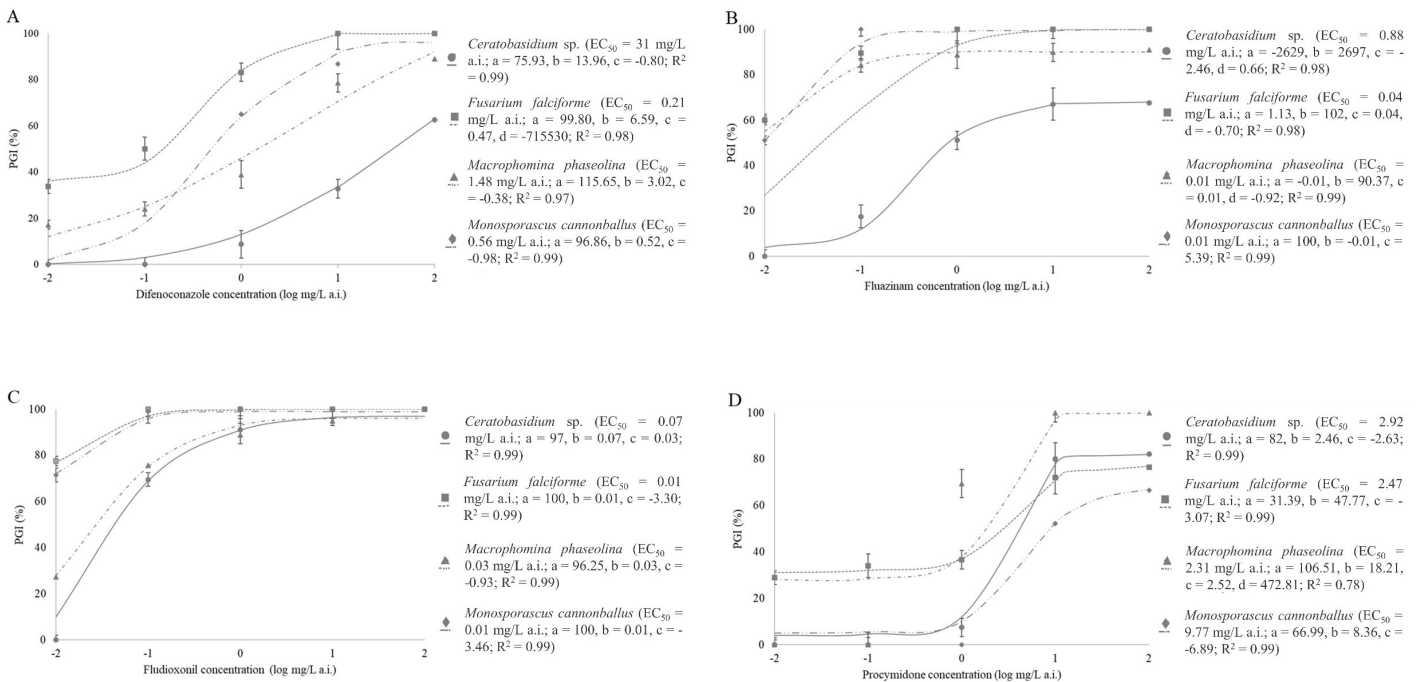 A
PGI (%)
100
80
60
40
20
0
-2
-1
0
1
2
Difenoconazole concentration (log mg/L a.i.)
Ceratobasidium sp. (EC50 = 31 mg/L
a.i.; a = 75.93, b = 13.96, c = -0.80; R2
= 0.99)
Fusarium falciforme (EC50 = 0.21
mg/L a.i.; a = 99.80, b = 6.59, c =
0.47, d = -715530; R2 = 0.98)
Macrophomina phaseolina (EC50 =
1.48 mg/L a.i.; a = 115.65, b = 3.02, c
= -0.38; R2 = 0.97)
Monosporascus cannonballus (EC50 =
0.56 mg/L a.i.; a = 96.86, b = 0.52, c =
-0.98; R2 = 0.99)
B
PGI (%)
100
80
60
40
20
0
-2
-1
0
1
2
Fluazinam concentration (log mg/L a.i.)
Ceratobasidium sp. (EC50 = 0.88
mg/L a.i.; a = -2629, b = 2697, c = -
2.46, d = 0.66; R2 = 0.98)
Fusarium falciforme (EC50 = 0.04
mg/L a.i.; a = 1.13, b = 102, c = 0.04,
d = - 0.70; R2 = 0.98)
Macrophomina phaseolina (EC50 =
0.01 mg/L a.i.; a = -0.01, b = 90.37, c =
0.01, d = -0.92; R2 = 0.99)
Monosporascus cannonballus (EC50 =
0.01 mg/L a.i.; a = 100, b = -0.01, c =
5.39; R2 = 0.99)
C
PGI (%)
100
80
60
40
20
0
-2
-1
0
1
2
Fludioxonil concentration (log mg/L a.i.)
Ceratobasidium sp. (EC50 = 0.07
mg/L a.i.; a = 97, b = 0.07, c = 0.03;
R2 = 0.99)
Fusarium falciforme (EC50 = 0.01
mg/L a.i.; a = 100, b = 0.01, c = -3.30;
R2 = 0.99)
Macrophomina phaseolina (EC50 =
0.03 mg/L a.i.; a = 96.25, b = 0.03, c =
-0.93; R2 = 0.99)
Monosporascus cannonballus (EC50 =
0.01 mg/L a.i.; a = 100, b = 0.01, c = -
3.46; R2 = 0.99)
D
PGI (%)
100
80
60
40
20
0
-2
-1
0
1
2
Procymidone concentration (log mg/L a.i.)
Ceratobasidium sp. (EC50 = 2.92
mg/L a.i.; a = 82, b = 2.46, c = -2.63;
R2 = 0.99)
Fusarium falciforme (EC50 = 2.47
mg/L a.i.; a = 31.39, b = 47.77, c = -
3.07; R2 = 0.99)
Macrophomina phaseolina (EC50 =
2.31 mg/L a.i.; a = 106.51, b = 18.21,
c = 2.52, d = 472.81; R2 = 0.78)
Monosporascus cannonballus (EC50 =
9.77 mg/L a.i.; a = 66.99, b = 8.36, c =
-6.89; R2 = 0.99)